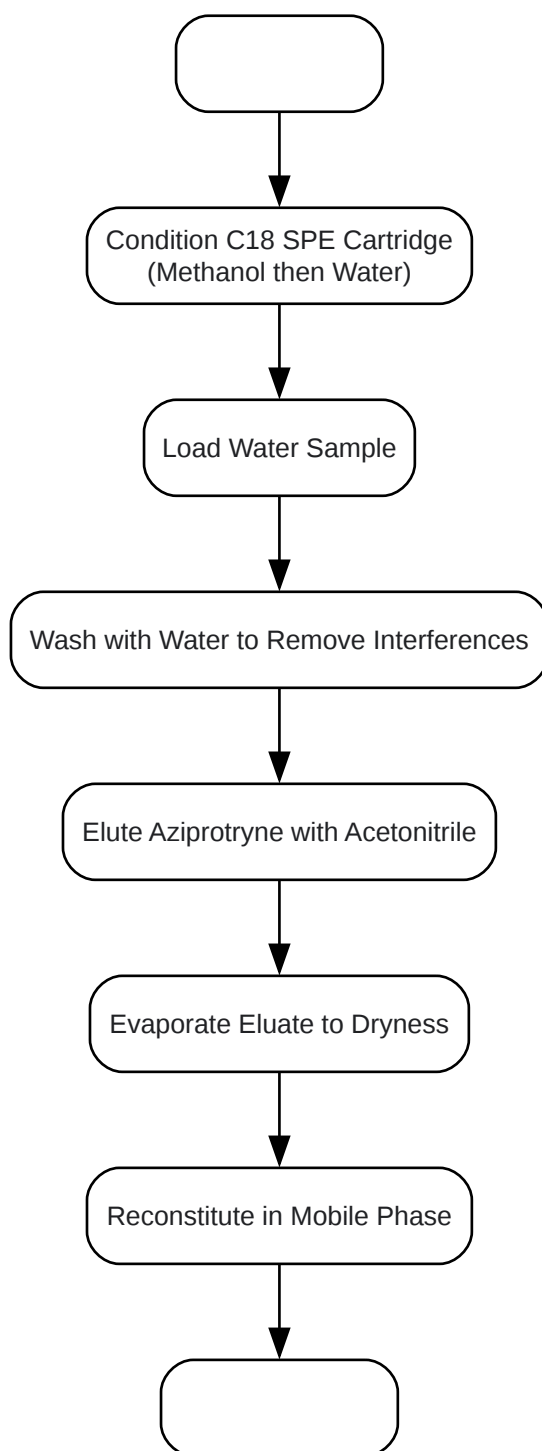 Condition C18 SPE Cartridge
(Methanol then Water)
Load Water Sample
Wash with Water to Remove Interferences
Elute Aziprotryne with Acetonitrile
Evaporate Eluate to Dryness
Reconstitute in Mobile Phase